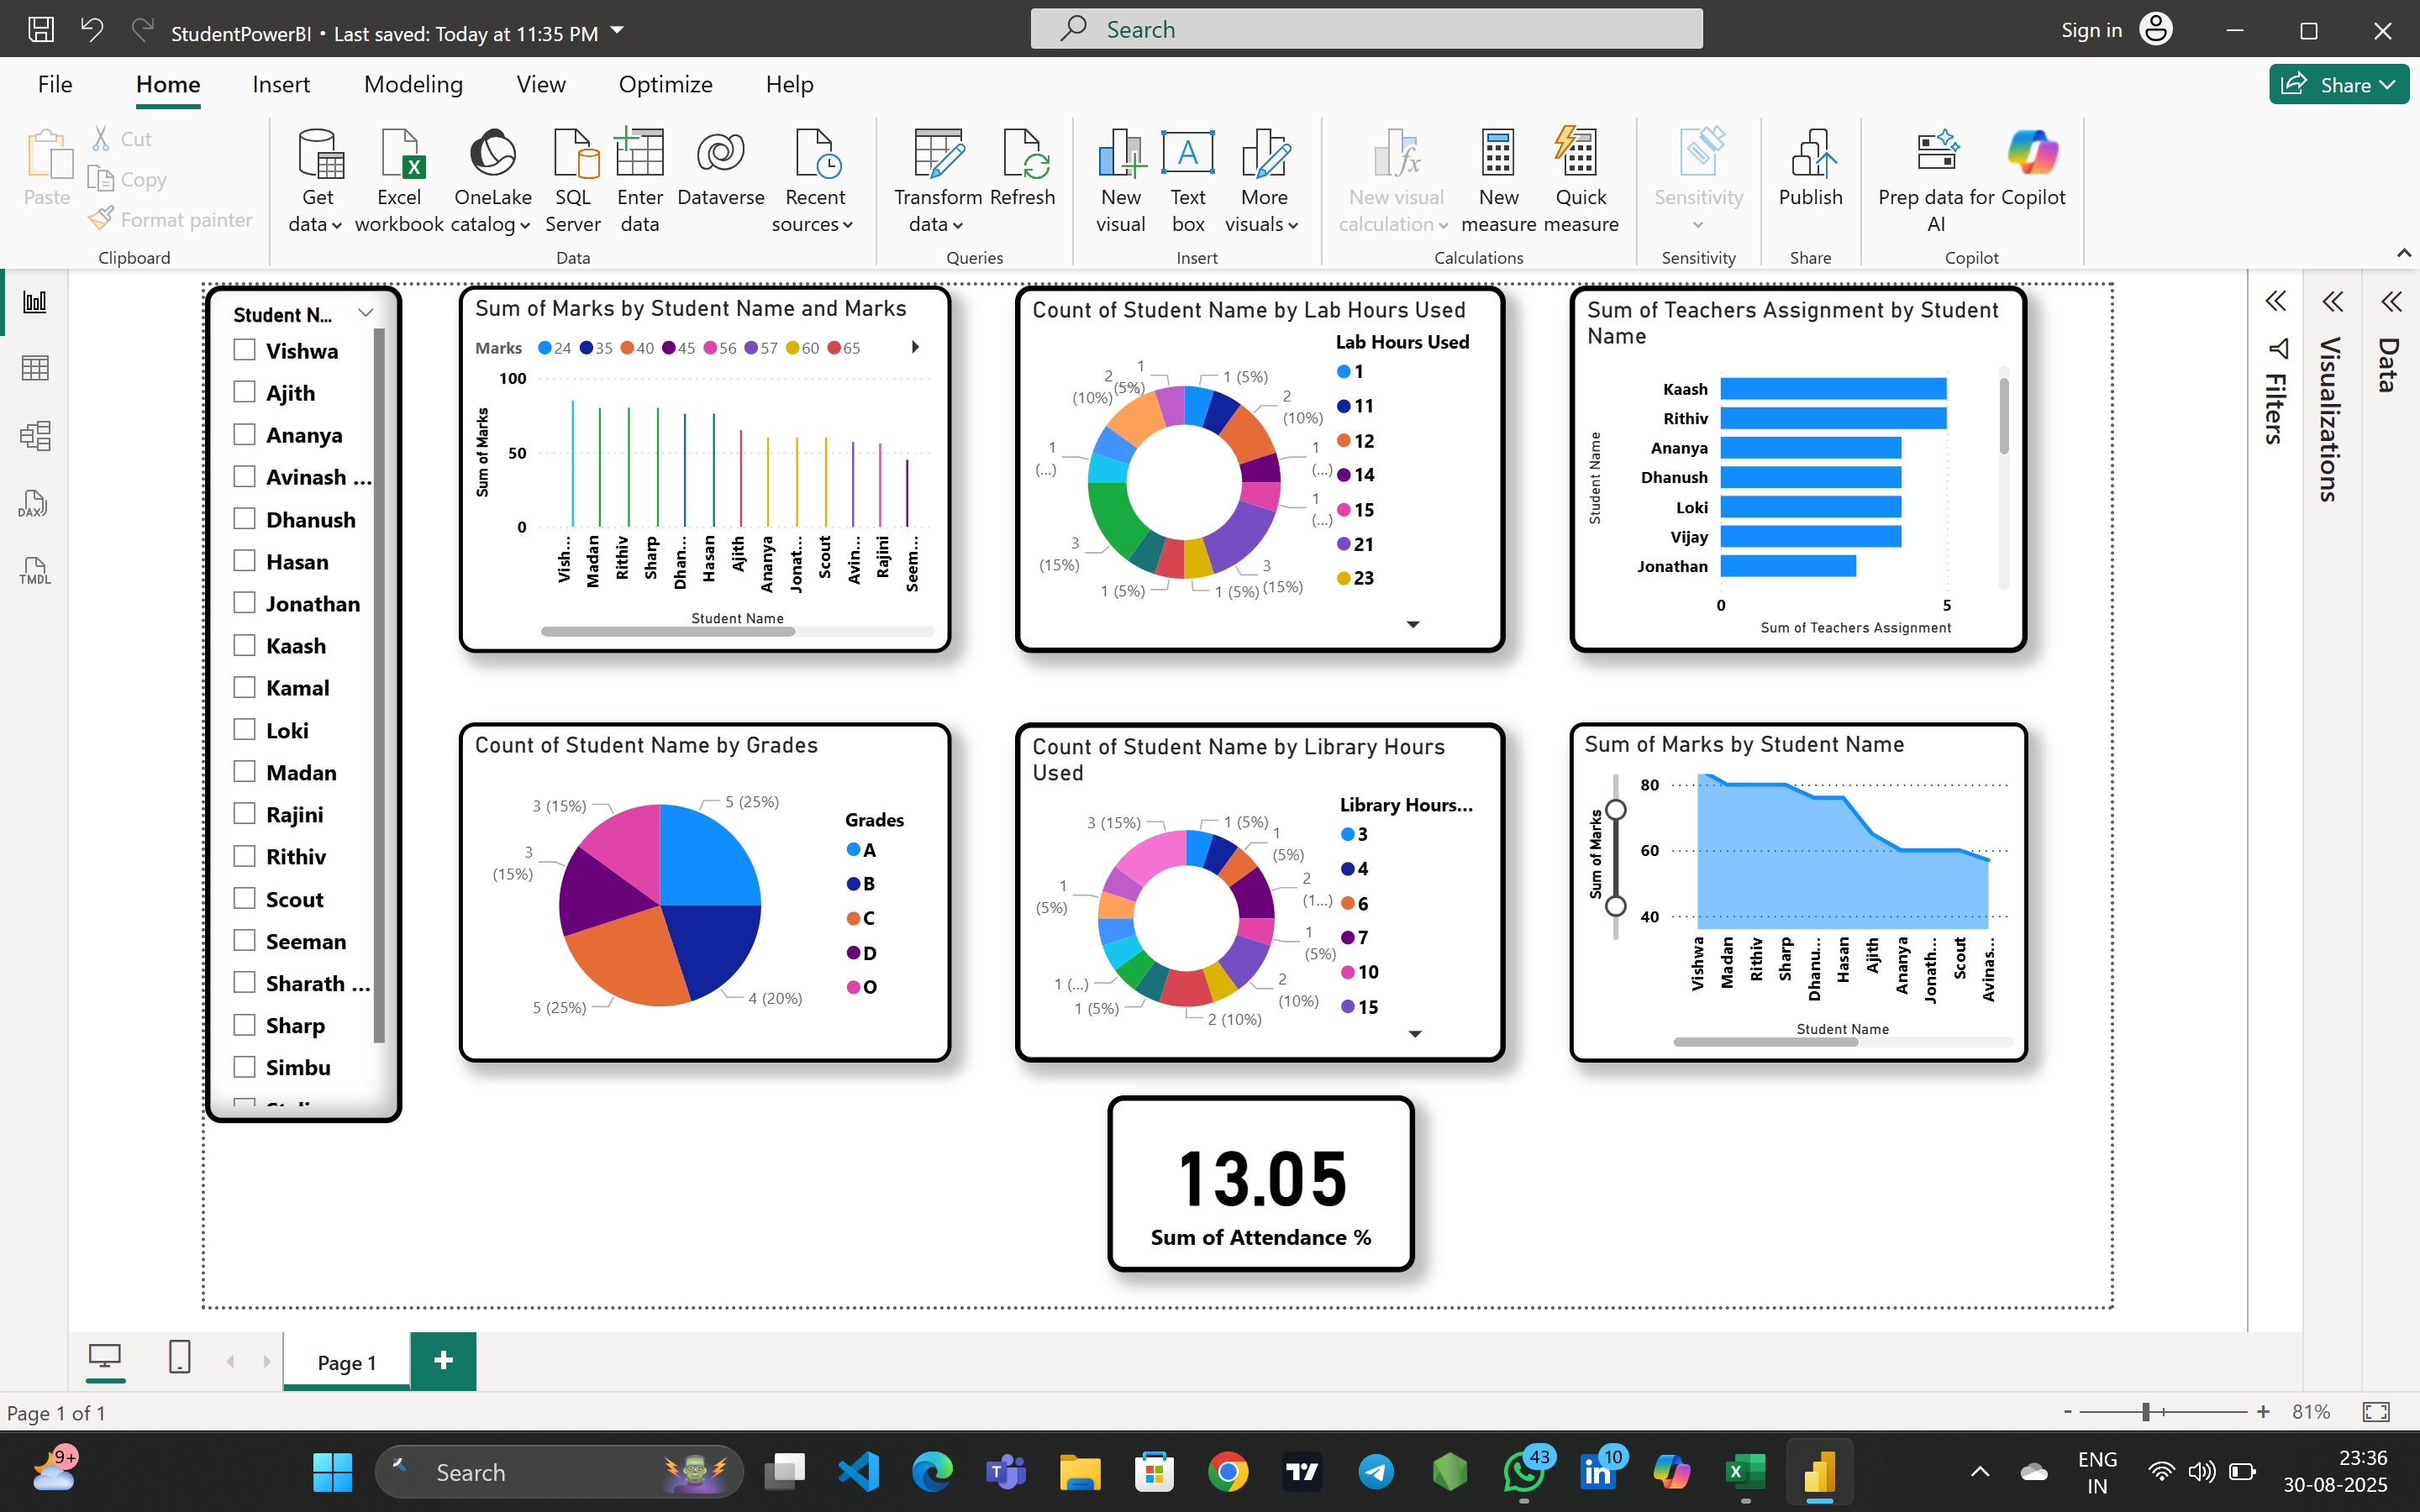 StudentPowerBI • Last saved: Today at 11:35 PM
Search
Sign in
File Home Insert Modeling View Optimize Help
Share
Paste
Cut
Copy
Format painter
Clipboard
Get data
Excel workbook
OneLake catalog
SQL Server
Enter data
Dataverse
Recent sources
Data
Transform data
Refresh
Queries
New visual
Text box
More visuals
Insert
New visual calculation
New measure
Quick measure
Calculations
Sensitivity
Sensitivity
Publish
Share
Prep data for AI
Copilot
Copilot
DAX
TMDL
Student N...
Vishwa
Ajith
Ananya
Avinash ...
Dhanush
Hasan
Jonathan
Kaash
Kamal
Loki
Madan
Rajini
Rithiv
Scout
Seeman
Sharath ...
Sharp
Simbu
Sum of Marks by Student Name and Marks
Marks 24 35 40 45 56 57 60 65
100
50
0
Sum of Marks
Vish...
Madan
Rithiv
Sharp
Dhan...
Hasan
Ajith
Ananya
Jonat...
Scout
Avin...
Rajini
Seem...
Student Name
Count of Student Name by Lab Hours Used
1 (5%)
2 (10%)
1 (...)
1 (...)
3 (15%)
1 (5%)
1 (5%)
3 (15%)
1 (...)
2 (10%)
1 (5%)
Lab Hours Used
1
11
12
14
15
21
23
Sum of Teachers Assignment by Student
Name
Student Name
Kaash
Rithiv
Ananya
Dhanush
Loki
Vijay
Jonathan
0 5
Sum of Teachers Assignment
Count of Student Name by Grades
5 (25%)
4 (20%)
5 (25%)
3 (15%)
3 (15%)
Grades
A
B
C
D
O
Count of Student Name by Library Hours
Used
1 (5%)
1 (5%)
2 (1...)
1 (5%)
2 (10%)
2 (10%)
1 (5%)
1 (...)
1 (5%)
3 (15%)
Library Hours...
3
4
6
7
10
15
Sum of Marks by Student Name
80
60
40
Sum of Marks
Vishwa
Madan
Rithiv
Sharp
Dhanu...
Hasan
Ajith
Ananya
Jonath...
Scout
Avinas...
Student Name
13.05
Sum of Attendance %
Filters
Visualizations
Data
Page 1
Page 1 of 1
- + 81%
9+
Search
43
10
ENG
IN
23:36
30-08-2025